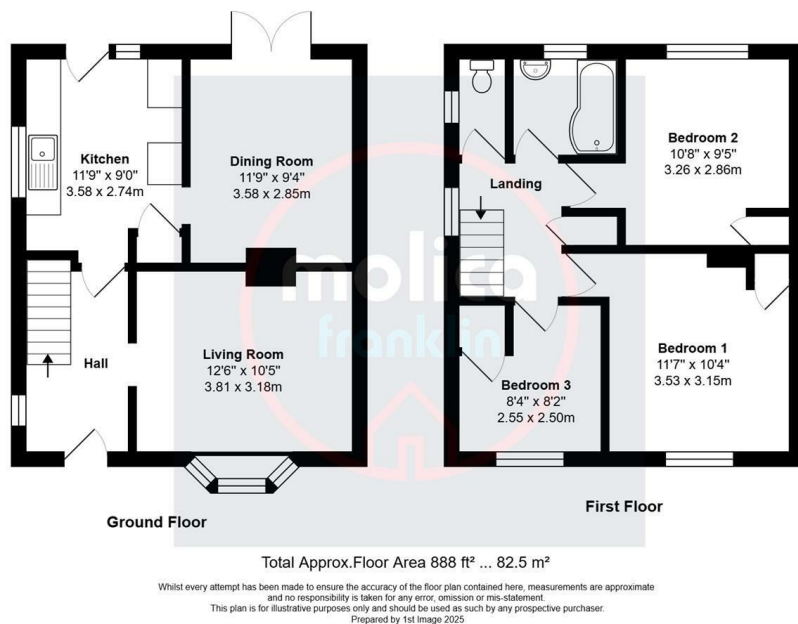 Kitchen
11'9" x 9'0"
3.58 x 2.74m
Dining Room
11'9" x 9'4"
3.58 x 2.85m
Hall
Living Room
12'6" x 10'5"
3.81 x 3.18m
Ground Floor
Landing
Bedroom 2
10'8" x 9'5"
3.26 x 2.86m
Bedroom 1
11'7" x 10'4"
3.53 x 3.15m
Bedroom 3
8'4" x 8'2"
2.55 x 2.50m
First Floor
molica
franklin
Total Approx.Floor Area 888 ft² ... 82.5 m²
Whilst every attempt has been made to ensure the accuracy of the floor plan contained here, measurements are approximate
and no responsibility is taken for any error, omission or mis-statement.
This plan is for illustrative purposes only and should be used as such by any prospective purchaser.
Prepared by 1st Image 2025